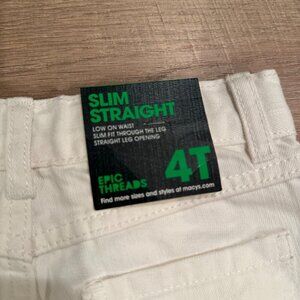 SLIM
STRAIGHT
LOW ON WAIST
SLIM FIT THROUGH THE LEG
STRAIGHT LEG OPENING
EPIC
THREADS
4T
Find more sizes and styles at macys.com